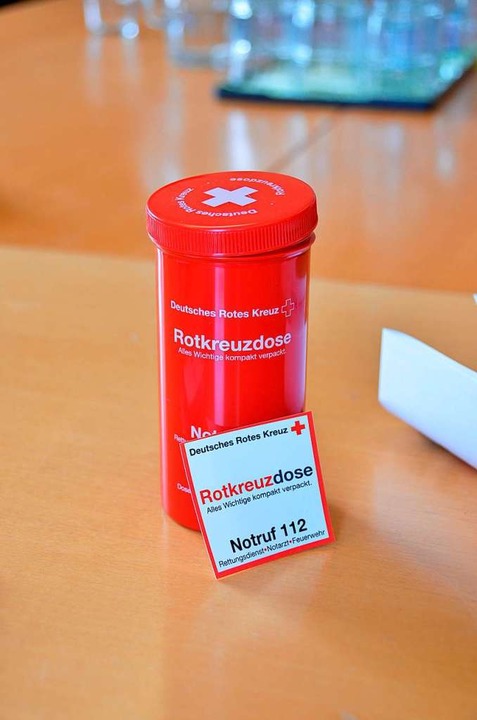 Deutsches Rotes Kreuz
Rotkreuzdose
Deutsches Rotes Kreuz
Rotkreuzdose
Alles Wichtige kompakt verpackt.
Deutsches Rotes Kreuz
Rotkreuzdose
Alles Wichtige kompakt verpackt.
Notruf 112
Rettungsdienst•Notarzt•Feuerwehr